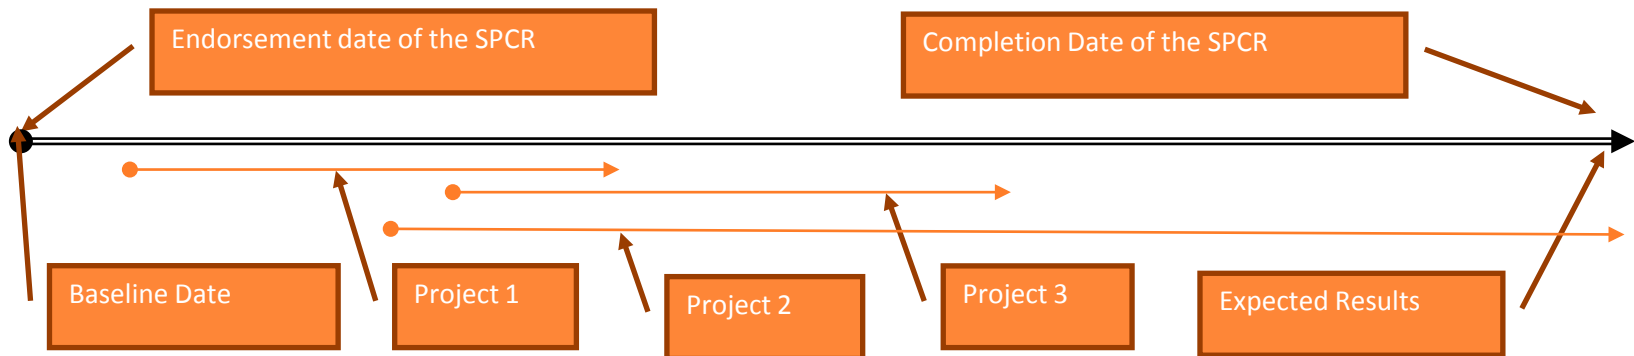 Endorsement date of the SPCR
Completion Date of the SPCR
Baseline Date
Project 1
Project 2
Project 3
Expected Results